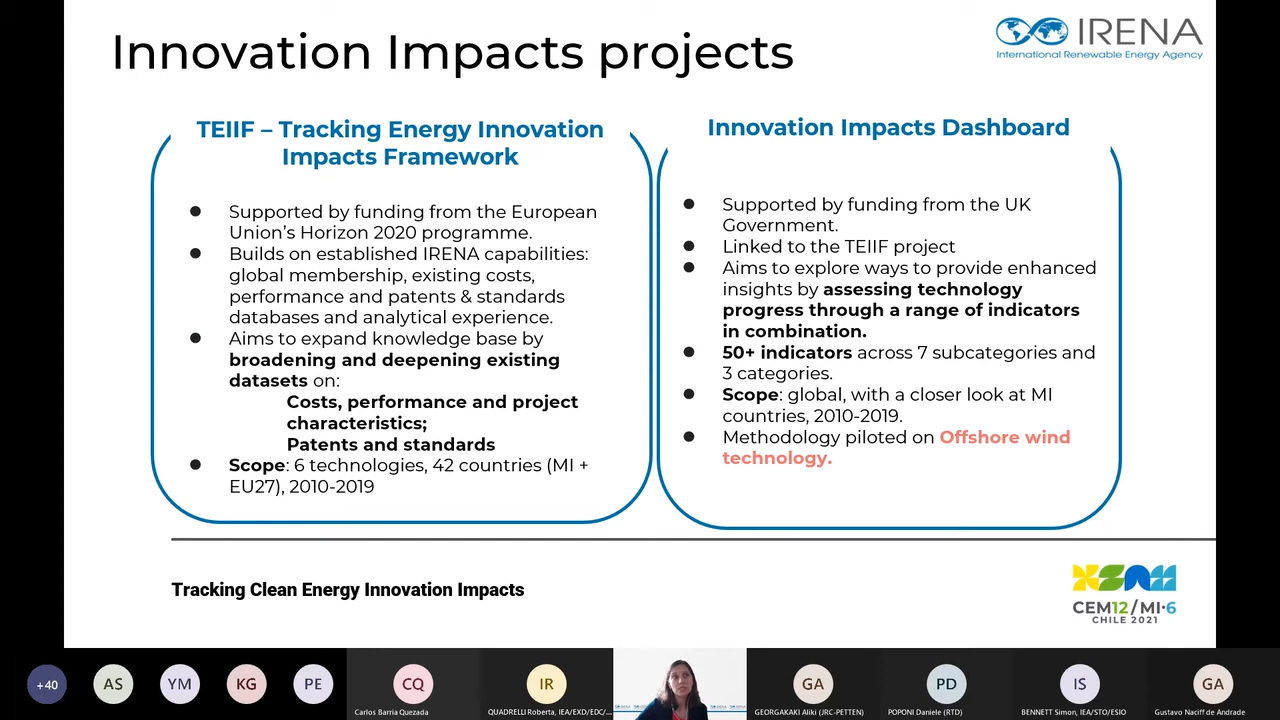 Innovation Impacts projects
IRENA
International Renewable Energy Agency
TEIIF – Tracking Energy Innovation
Impacts Framework
● Supported by funding from the European
Union's Horizon 2020 programme.
● Builds on established IRENA capabilities:
global membership, existing costs,
performance and patents & standards
databases and analytical experience.
● Aims to expand knowledge base by
broadening and deepening existing
datasets on:
Costs, performance and project
characteristics;
Patents and standards
● Scope: 6 technologies, 42 countries (MI +
EU27), 2010-2019
Innovation Impacts Dashboard
● Supported by funding from the UK
Government.
● Linked to the TEIIF project
● Aims to explore ways to provide enhanced
insights by assessing technology
progress through a range of indicators
in combination.
● 50+ indicators across 7 subcategories and
3 categories.
● Scope: global, with a closer look at MI
countries, 2010-2019.
● Methodology piloted on Offshore wind
technology.
Tracking Clean Energy Innovation Impacts
CEM12/MI·6
CHILE 2021
+40
AS
YM
KG
PE
CQ
Carlos Barria Quezada
IR
QUADRELLI Roberta, IEA/EXD/EDC/...
GA
GEORGAKAKI Aliki (JRC-PETTEN)
PD
POPONI Daniele (RTD)
IS
BENNETT Simon, IEA/STO/ESIO
GA
Gustavo Naciff de Andrade